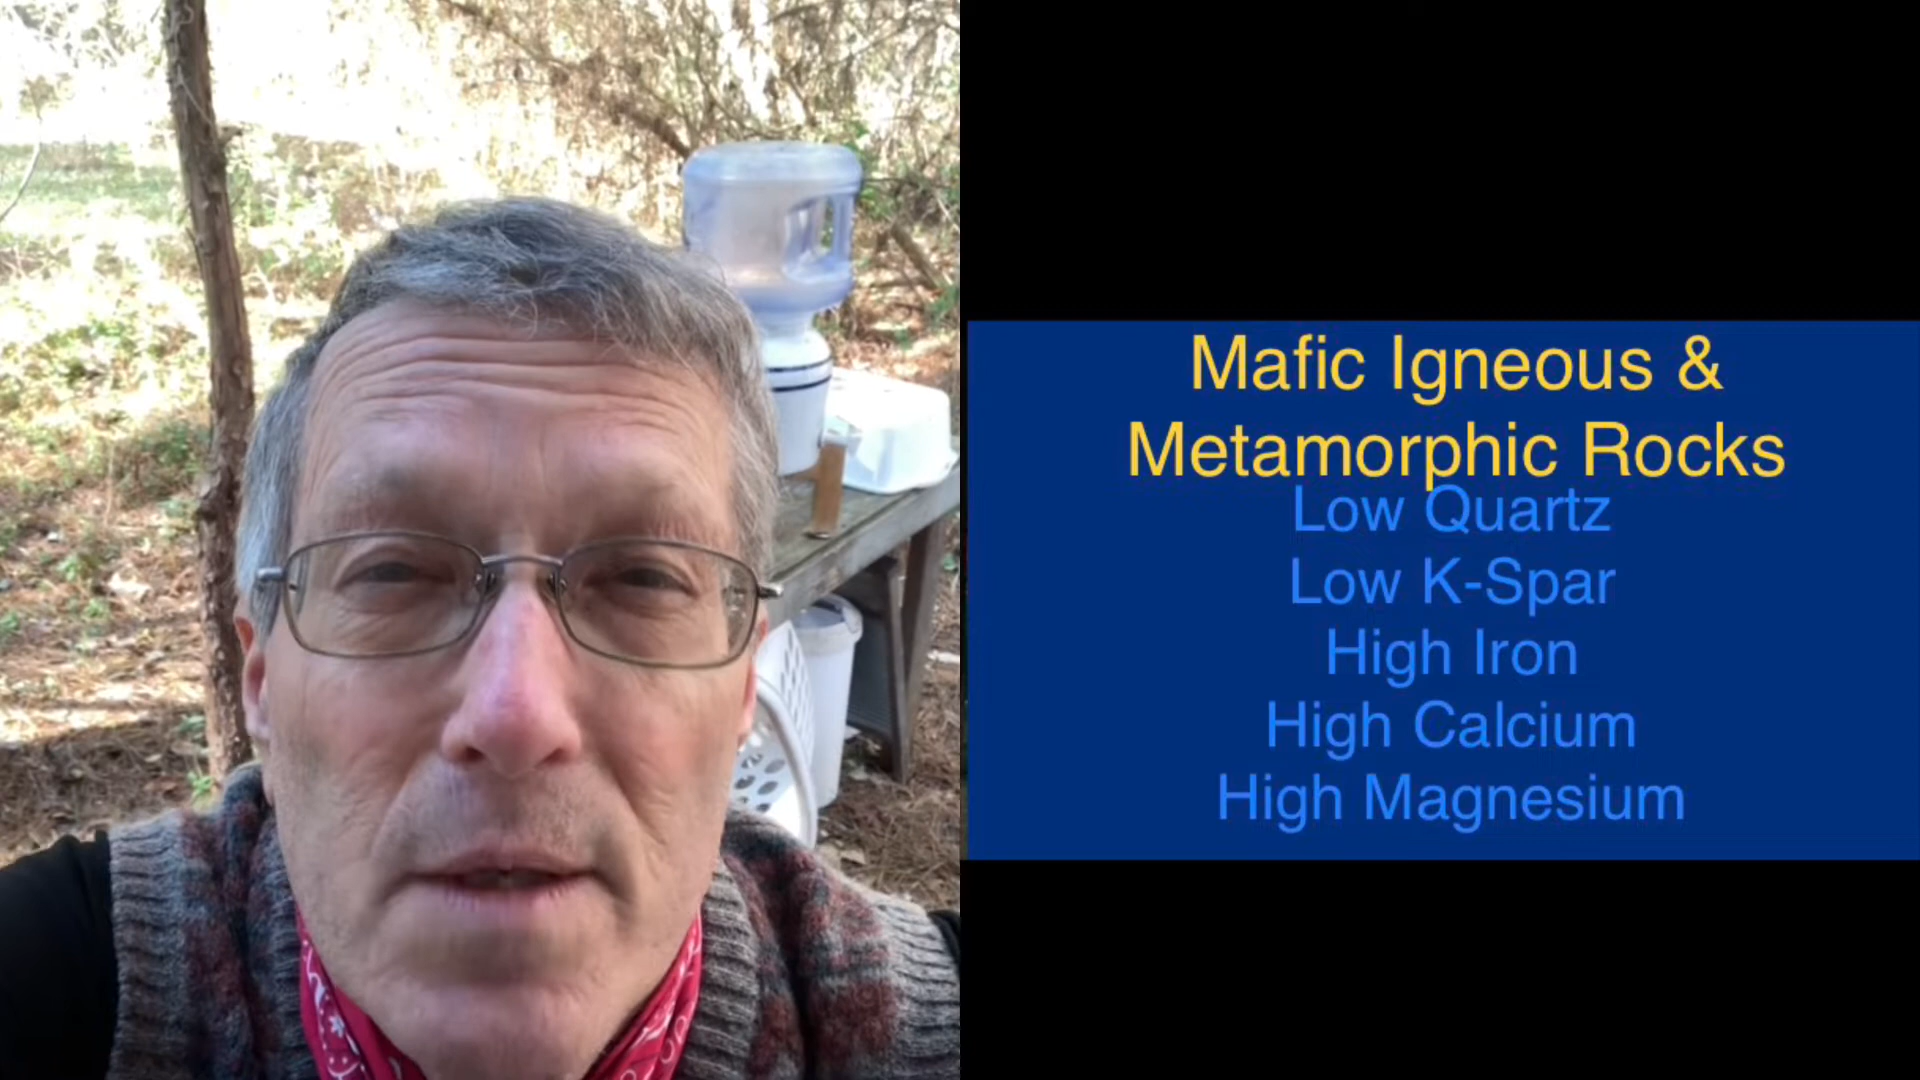 Mafic Igneous &
Metamorphic Rocks
Low Quartz
Low K-Spar
High Iron
High Calcium
High Magnesium